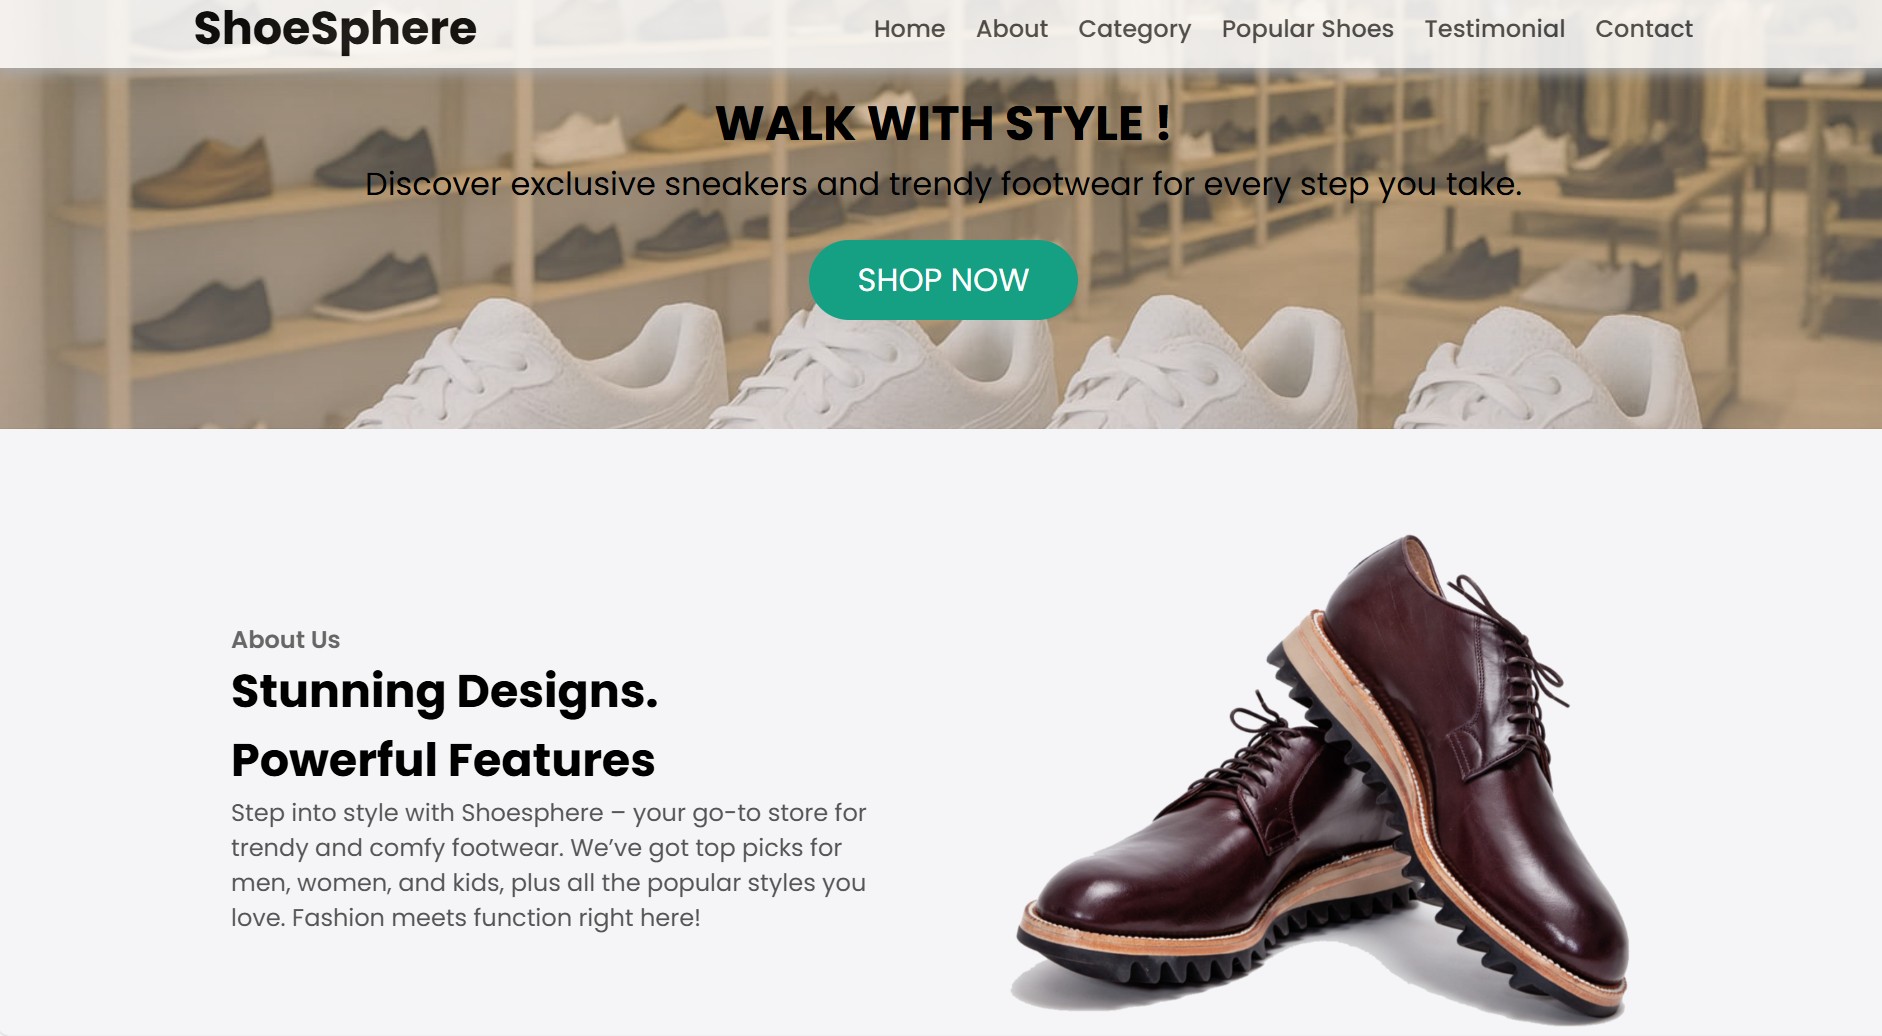 ShoeSphere
Home About Category Popular Shoes Testimonial Contact
WALK WITH STYLE !
Discover exclusive sneakers and trendy footwear for every step you take.
SHOP NOW
About Us
Stunning Designs.
Powerful Features
Step into style with Shoesphere – your go-to store for
trendy and comfy footwear. We’ve got top picks for
men, women, and kids, plus all the popular styles you
love. Fashion meets function right here!